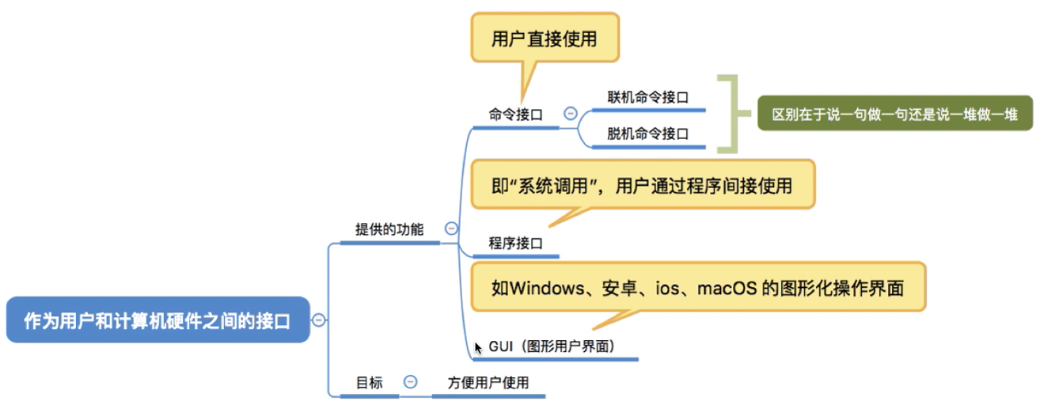 用户直接使用
联机命令接口
命令接口
区别在于说一句做一句还是说一堆做一堆
脱机命令接口
即“系统调用”，用户通过程序间接使用
提供的功能
程序接口
如Windows、安卓、ios、macOS 的图形化操作界面
作为用户和计算机硬件之间的接口
GUI（图形用户界面）
目标
方便用户使用